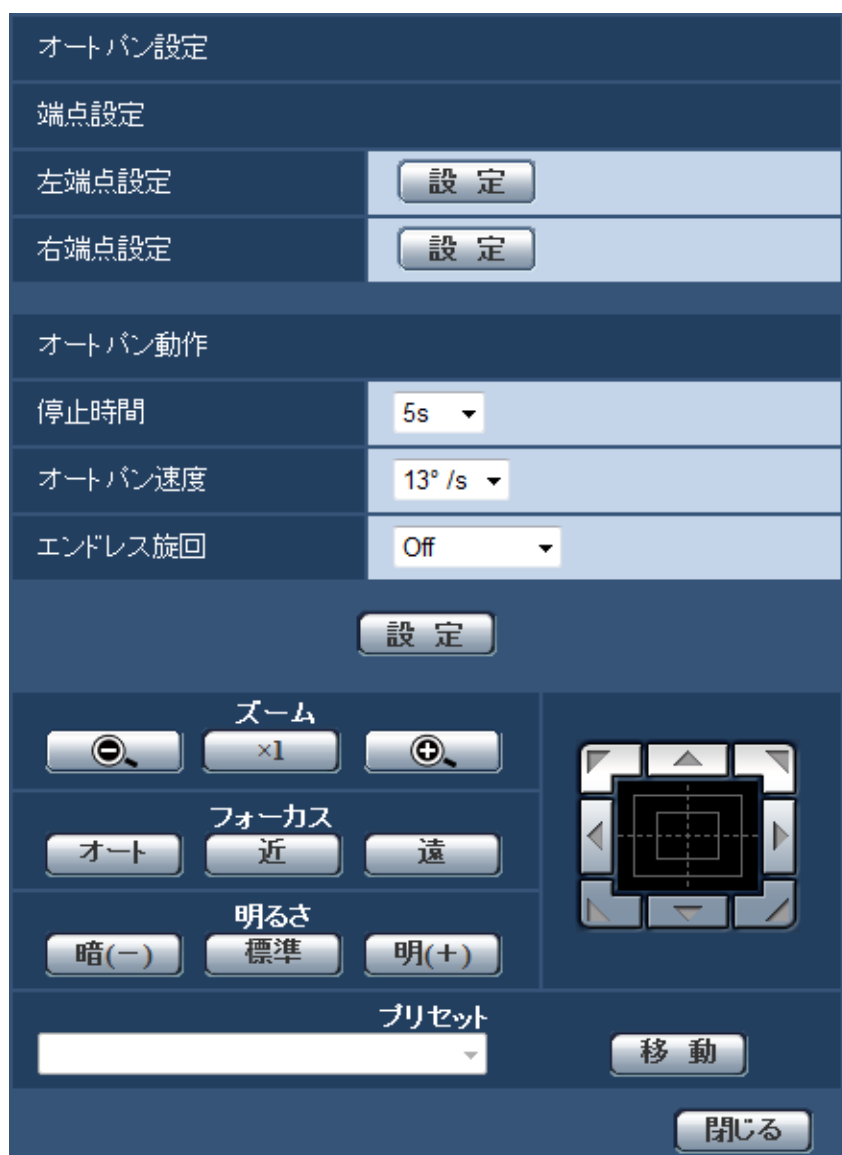 オートパン設定
端点設定
左端点設定 設 定
右端点設定 設 定
オートパン動作
停止時間 5s
オートパン速度 13° /s
エンドレス旋回 Off
設 定
ズーム
×1
フォーカス
オート 近 遠
明るさ
暗(－) 標準 明(＋)
プリセット
移 動
閉じる